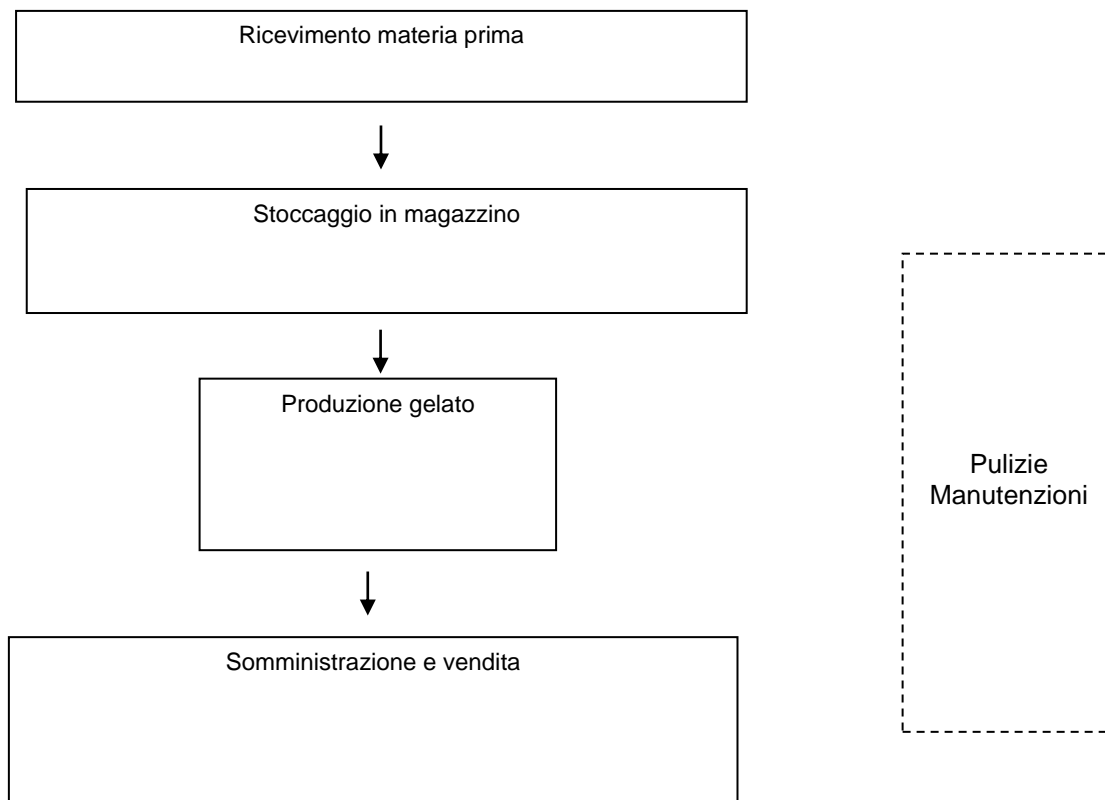 Ricevimento materia prima
Stoccaggio in magazzino
Produzione gelato
Pulizie
Manutenzioni
Somministrazione e vendita